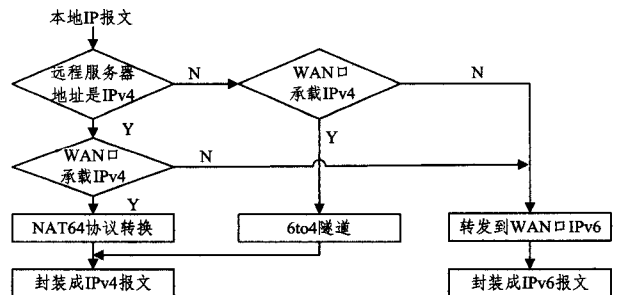 本地IP报文
远程服务器
地址是IPv4
N
WAN口
承载IPv4
N
Y
Y
WAN口
承载IPv4
N
Y
NAT64协议转换
6to4隧道
转发到WAN口IPv6
封装成IPv4报文
封装成IPv6报文